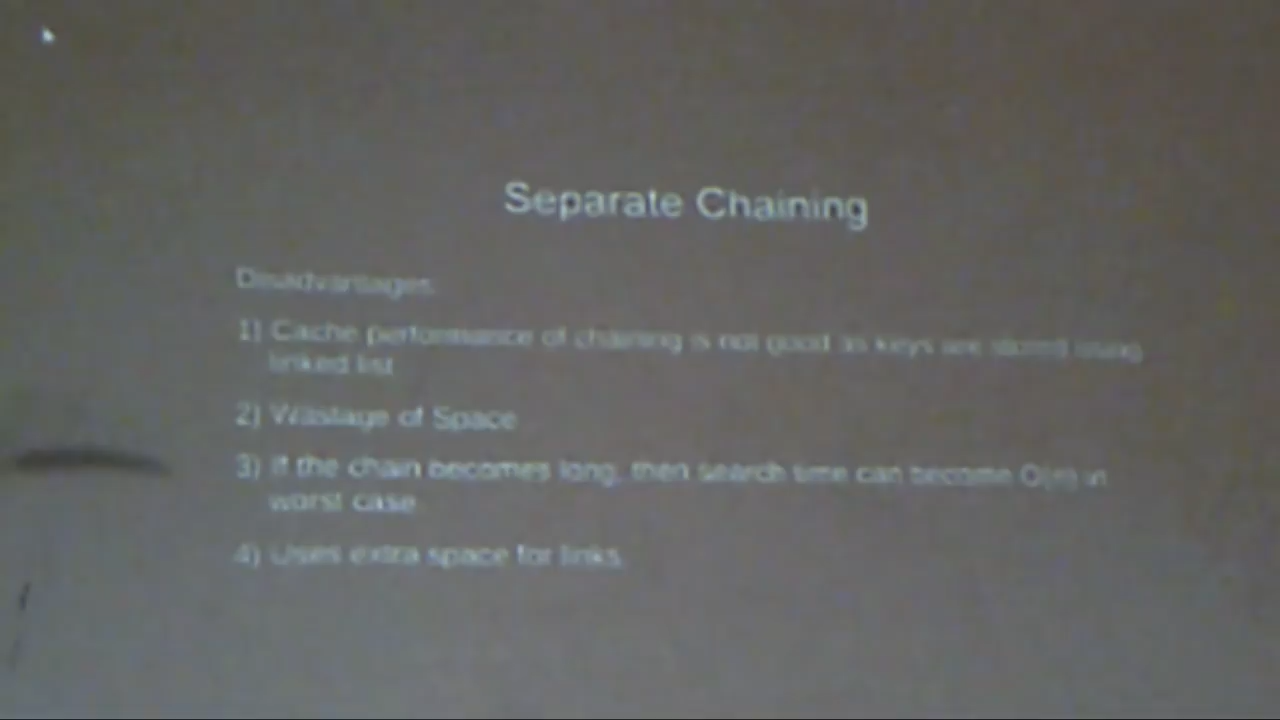 Separate Chaining
Disadvantages:
1) Cache performance of chaining is not good as keys are stored using
linked list
2) Wastage of Space
3) If the chain becomes long, then search time can become O(n) in
worst case
4) Uses extra space for links